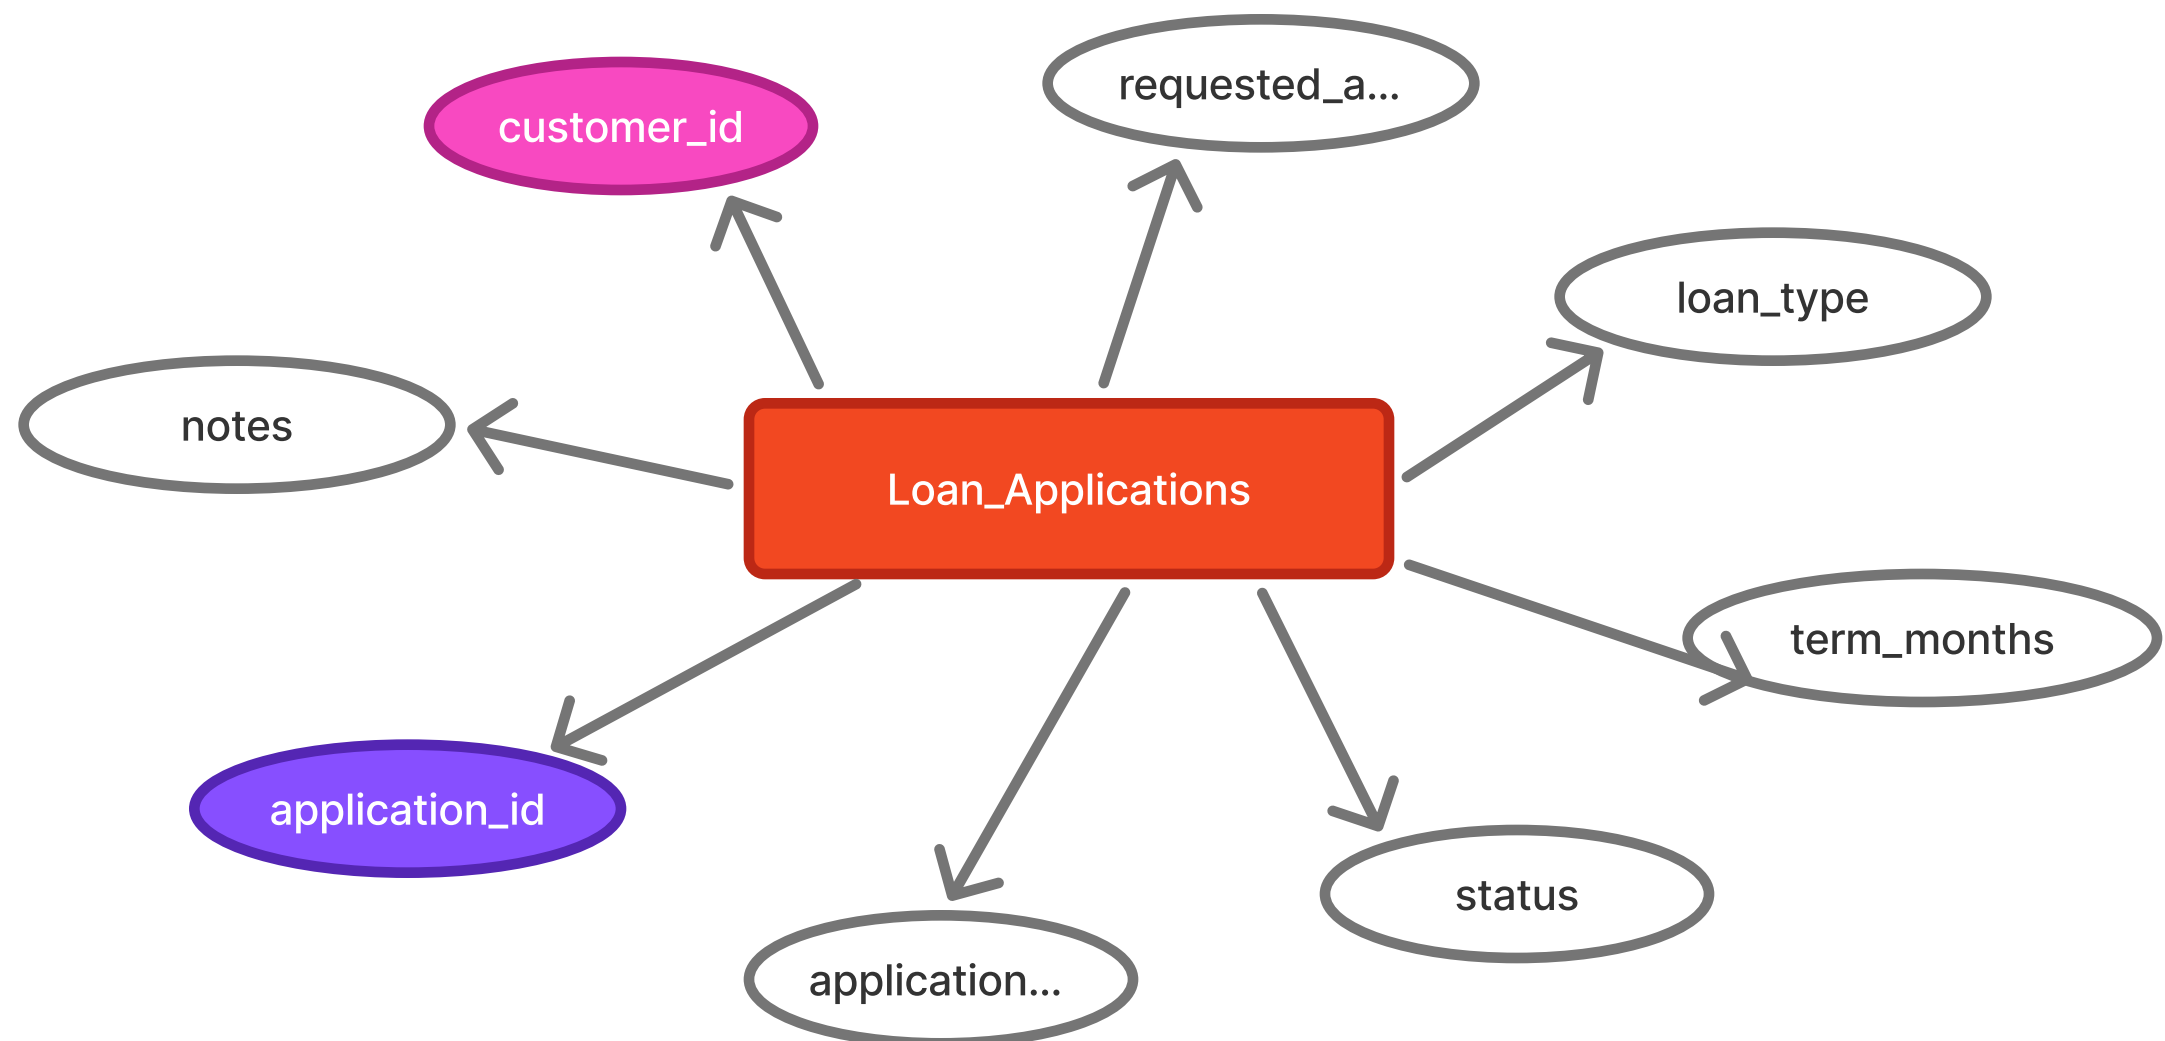 requested_a...
customer_id
loan_type
notes
Loan_Applications
term_months
application_id
status
application...